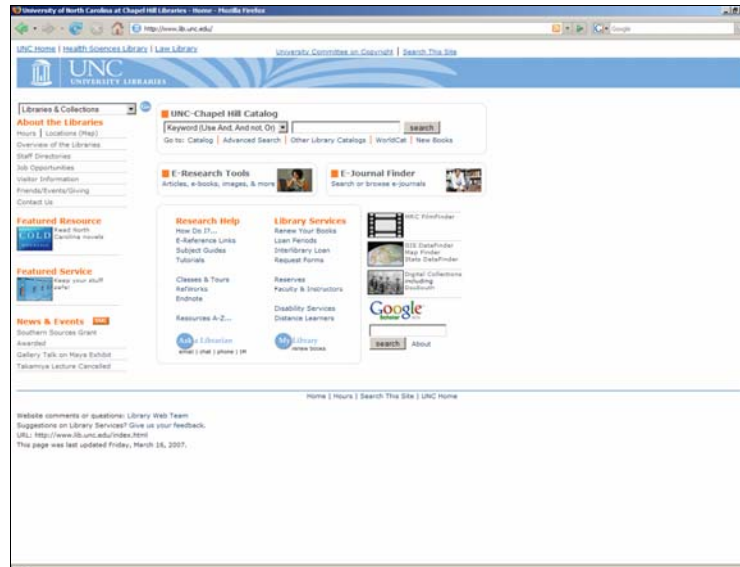 University of North Carolina at Chapel Hill Libraries - Home - Mozilla Firefox
http://www.lib.unc.edu/
Google
UNC Home | Health Sciences Library | Law Library
University Committee on Copyright | Search This Site
UNC
UNIVERSITY LIBRARIES
Libraries & Collections
Go
About the Libraries
Hours | Locations (Map)
Overview of the Libraries
Staff Directories
Job Opportunities
Visitor Information
Friends/Events/Giving
Contact Us
Featured Resource
COLD
Read North
Carolina novels
Featured Service
Keep your stuff
safe!
News & Events
Southern Sources Grant
Awarded
Gallery Talk on Maya Exhibit
Takamiya Lecture Cancelled
UNC-Chapel Hill Catalog
Keyword (Use And, And not, Or)
search
Go to: Catalog | Advanced Search | Other Library Catalogs | WorldCat | New Books
E-Research Tools
Articles, e-books, images, & more
E-Journal Finder
Search or browse e-journals
Research Help
How Do I?...
E-Reference Links
Subject Guides
Tutorials
Classes & Tours
RefWorks
Endnote
Resources A-Z...
Ask a Librarian
email | chat | phone | IM
Library Services
Renew Your Books
Loan Periods
Interlibrary Loan
Request Forms
Reserves
Faculty & Instructors
Disability Services
Distance Learners
My Library
renew books
MRC FilmFinder
GIS DataFinder
Map Finder
Stats DataFinder
Digital Collections
including
DocSouth
Google
Scholar
search
About
Home | Hours | Search This Site | UNC Home
Website comments or questions: Library Web Team
Suggestions on Library Services? Give us your feedback.
URL: http://www.lib.unc.edu/index.html
This page was last updated Friday, March 16, 2007.